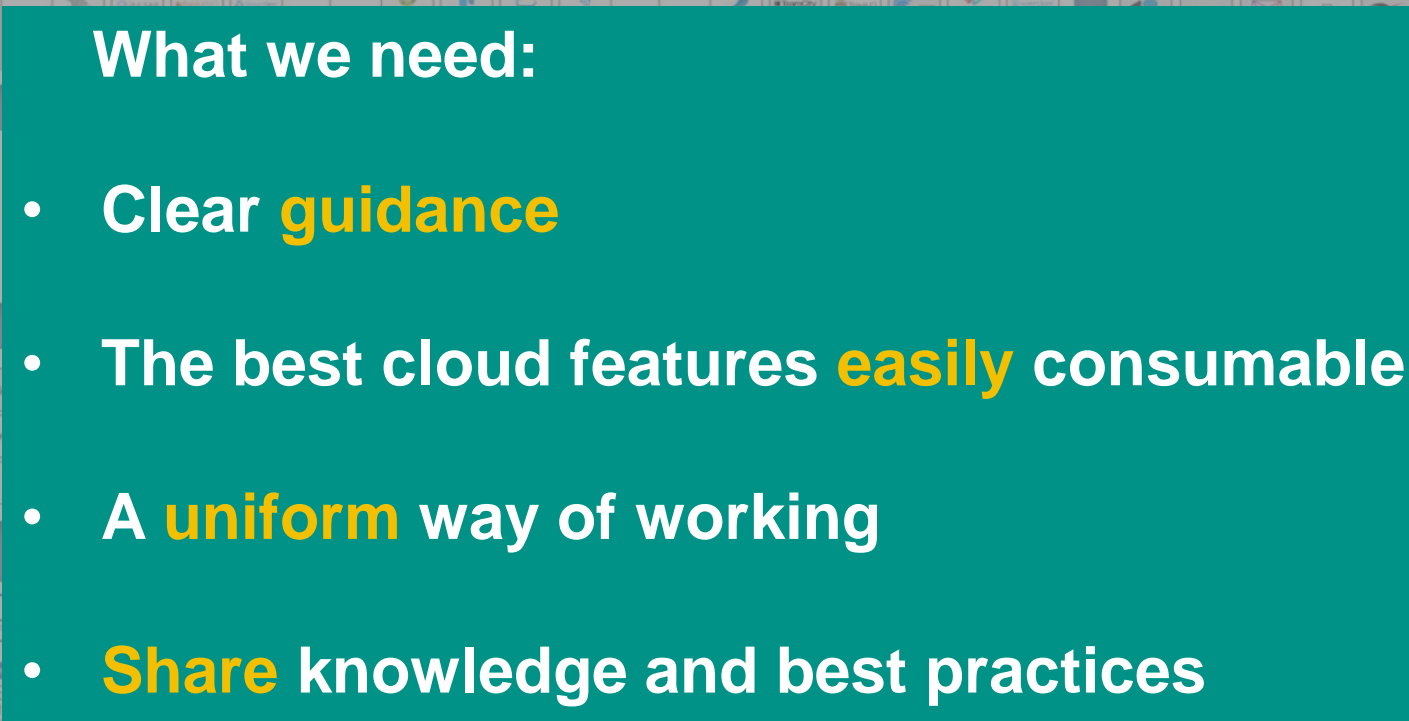 What we need:
• Clear guidance
• The best cloud features easily consumable
• A uniform way of working
• Share knowledge and best practices